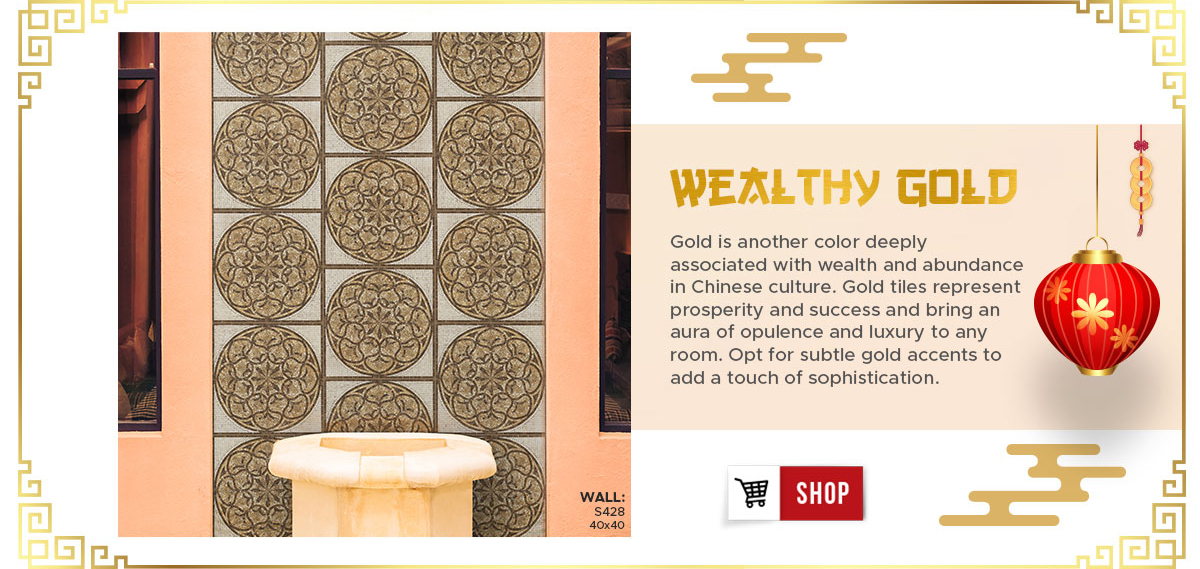 WEALTHY GOLD
Gold is another color deeply
associated with wealth and abundance
in Chinese culture. Gold tiles represent
prosperity and success and bring an
aura of opulence and luxury to any
room. Opt for subtle gold accents to
add a touch of sophistication.
WALL:
S428
40x40
SHOP